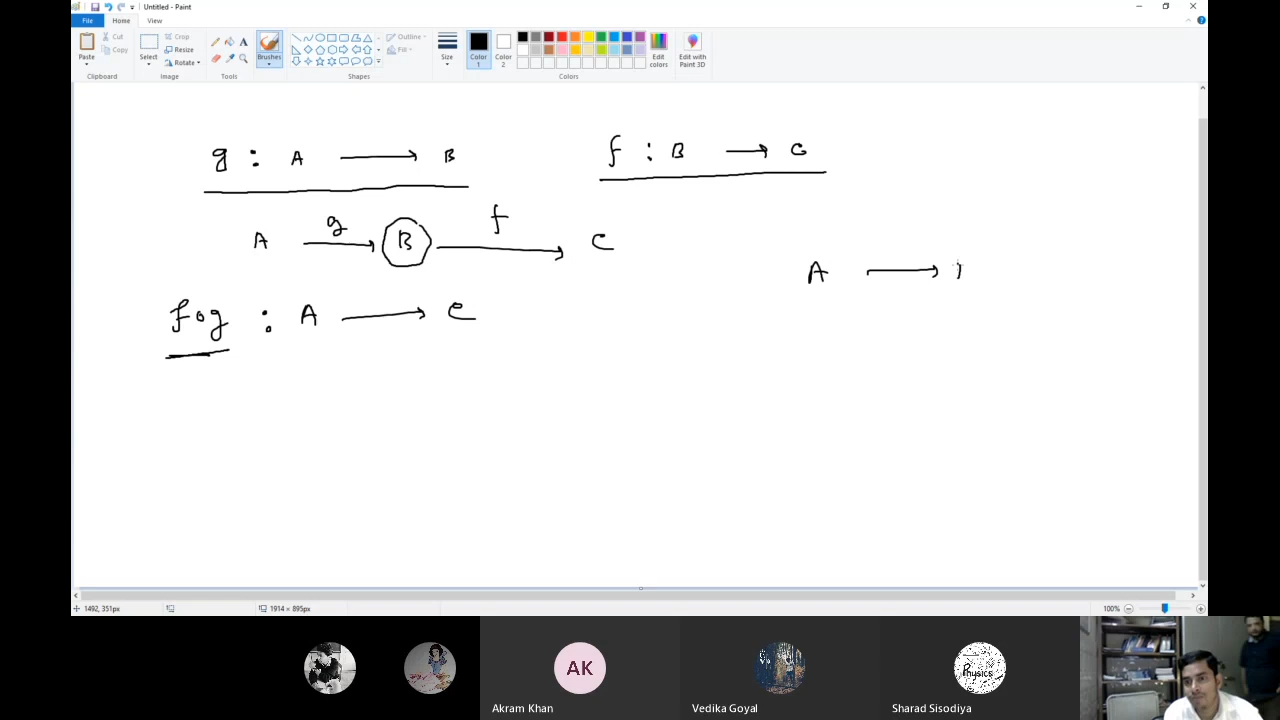 Untitled - Paint
File Home View
Paste
Cut
Copy
Clipboard
Select
Crop
Resize
Rotate
Image
Tools
Brushes
Shapes
Outline
Fill
Size
Color 1
Color 2
Colors
Edit colors
Edit with Paint 3D
g : A → B
f : B → C
A g → B f → C
A →
fog : A → C
1492, 351px
1914 × 895px
100%
AK
Physics
Akram Khan
Vedika Goyal
Sharad Sisodiya